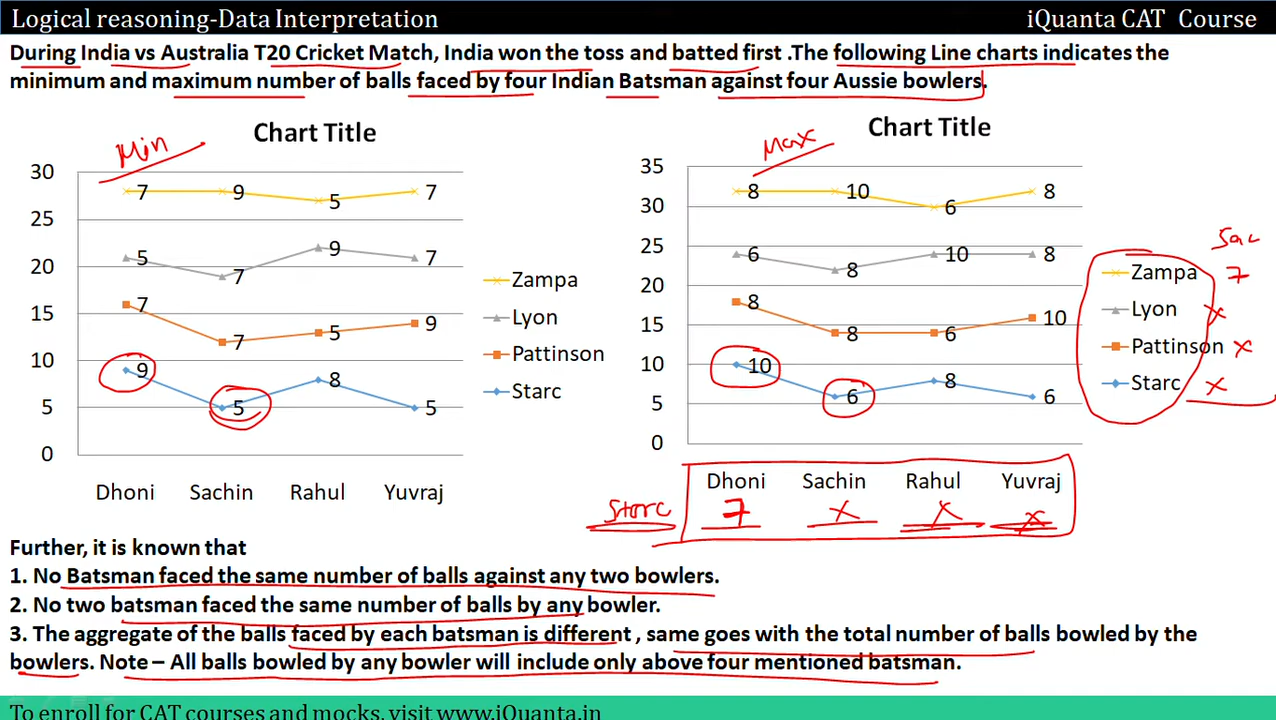 Logical reasoning-Data Interpretation iQuanta CAT Course
During India vs Australia T20 Cricket Match, India won the toss and batted first .The following Line charts indicates the
minimum and maximum number of balls faced by four Indian Batsman against four Aussie bowlers.
Min
Chart Title
30
25
20
15
10
5
0
7 9 5 7
5 7 9 7
7 7 5 9
9 5 8 5
Dhoni Sachin Rahul Yuvraj
Zampa
Lyon
Pattinson
Starc
Max
Chart Title
35
30
25
20
15
10
5
0
8 10 6 8
6 8 10 8
8 8 6 10
10 6 8 6
Dhoni Sachin Rahul Yuvraj
Starc 7 x x x
Sac
Zampa 7
Lyon x
Pattinson x
Starc x
Further, it is known that
1. No Batsman faced the same number of balls against any two bowlers.
2. No two batsman faced the same number of balls by any bowler.
3. The aggregate of the balls faced by each batsman is different , same goes with the total number of balls bowled by the
bowlers. Note – All balls bowled by any bowler will include only above four mentioned batsman.
To enroll for CAT courses and mocks, visit www.iQuanta.in